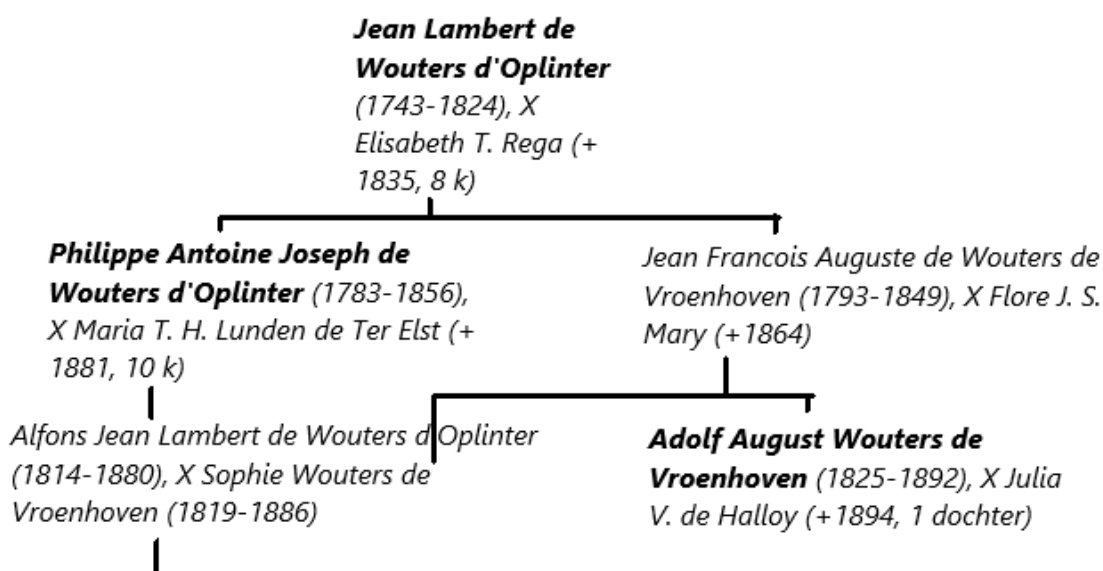 Jean Lambert de
Wouters d'Oplinter
(1743-1824), X
Elisabeth T. Rega (+
1835, 8 k)
Philippe Antoine Joseph de
Wouters d'Oplinter (1783-1856),
X Maria T. H. Lunden de Ter Elst (+
1881, 10 k)
Jean Francois Auguste de Wouters de
Vroenhoven (1793-1849), X Flore J. S.
Mary (+1864)
Alfons Jean Lambert de Wouters d'Oplinter
(1814-1880), X Sophie Wouters de
Vroenhoven (1819-1886)
Adolf August Wouters de
Vroenhoven (1825-1892), X Julia
V. de Halloy (+1894, 1 dochter)